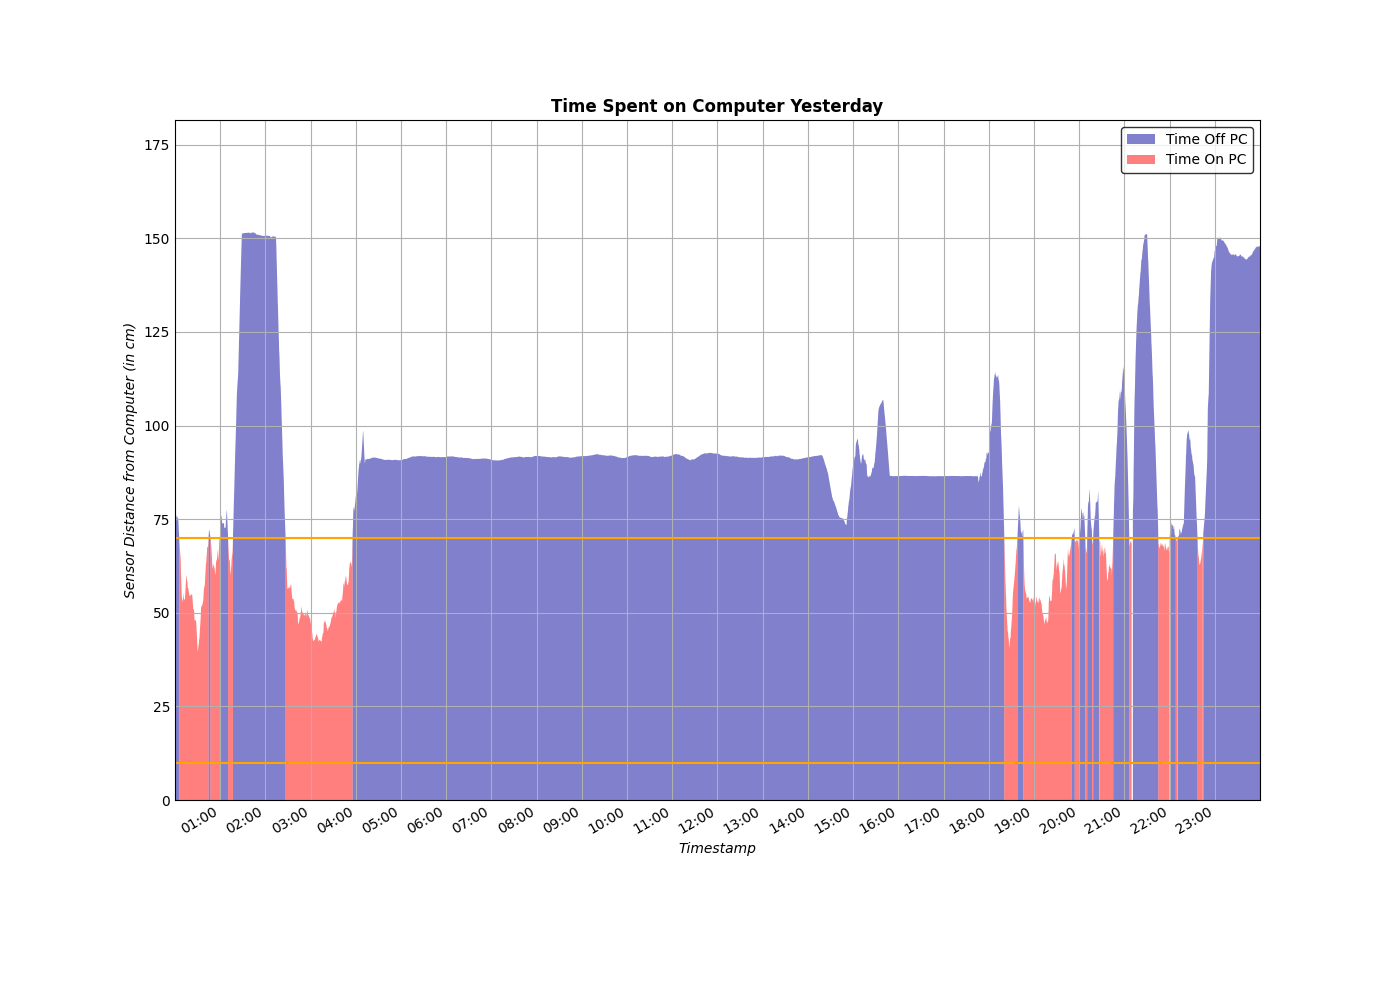 Time Spent on Computer Yesterday
Time Off PC
Time On PC
Sensor Distance from Computer (in cm)
175
150
125
100
75
50
25
0
01:00 02:00 03:00 04:00 05:00 06:00 07:00 08:00 09:00 10:00 11:00 12:00 13:00 14:00 15:00 16:00 17:00 18:00 19:00 20:00 21:00 22:00 23:00
Timestamp